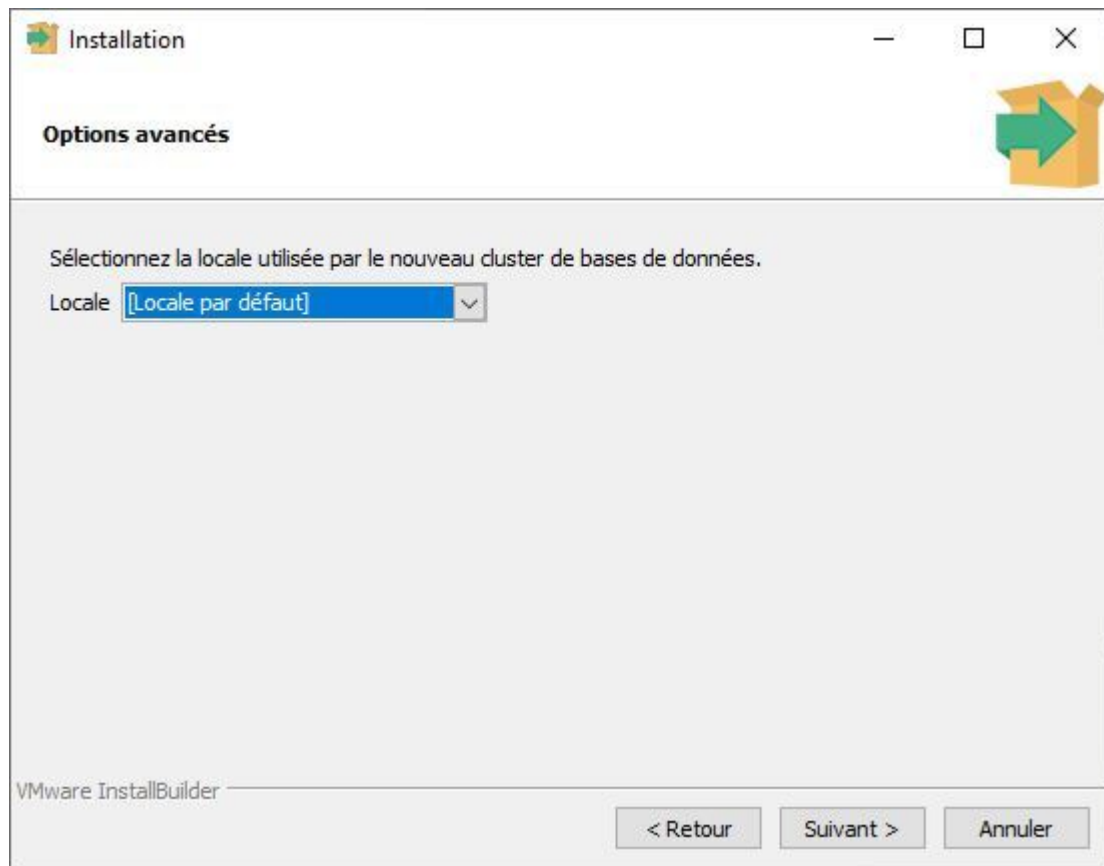 Installation
Options avancés
Sélectionnez la locale utilisée par le nouveau cluster de bases de données.
Locale [Locale par défaut]
VMware InstallBuilder
< Retour Suivant > Annuler